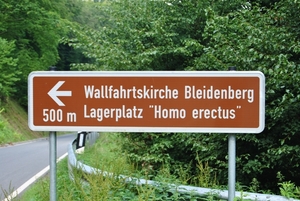 Wallfahrtskirche Bleidenberg
Lagerplatz "Homo erectus"
500 m